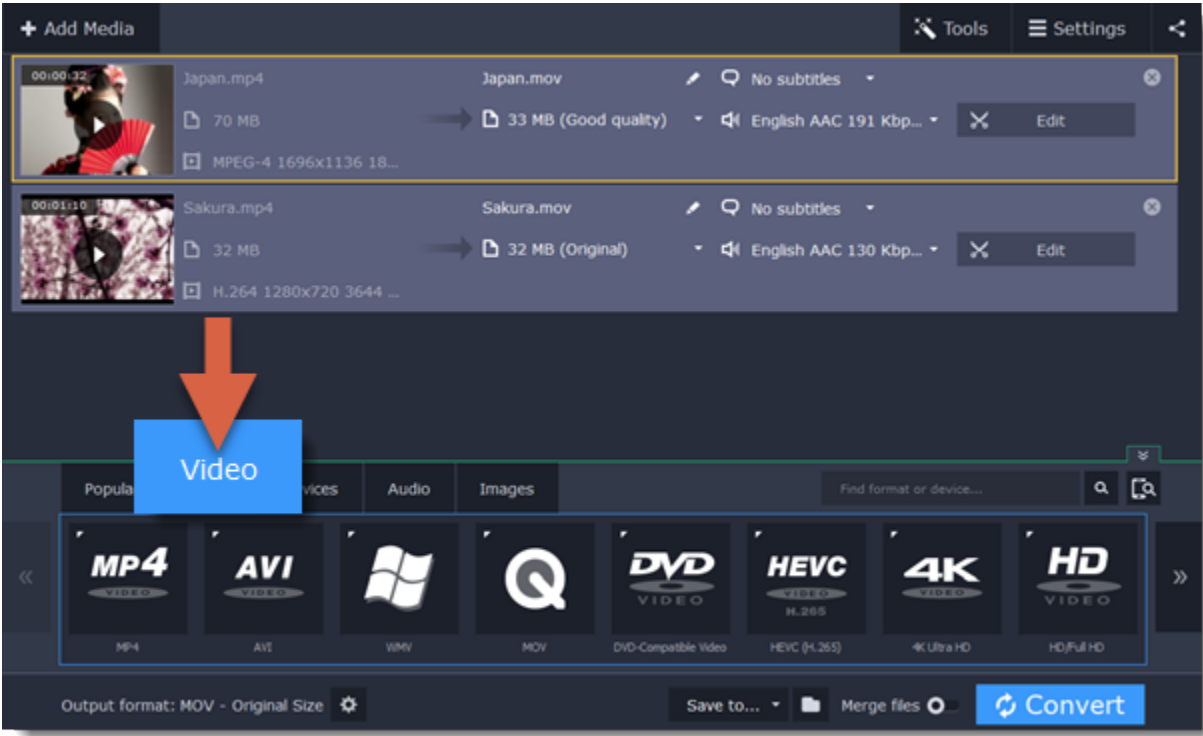 Add Media
Tools
Settings
00:00:32
Japan.mp4
Japan.mov
No subtitles
70 MB
33 MB (Good quality)
English AAC 191 Kbp...
Edit
MPEG-4 1696x1136 18...
00:01:10
Sakura.mp4
Sakura.mov
No subtitles
32 MB
32 MB (Original)
English AAC 130 Kbp...
Edit
H.264 1280x720 3644 ...
Video
Popula
vices
Audio
Images
Find format or device...
MP4
VIDEO
AVI
VIDEO
DVD
VIDEO
HEVC
VIDEO
H.265
4K
VIDEO
HD
VIDEO
MP4
AVI
WMV
MOV
DVD-Compatible Video
HEVC (H.265)
4K Ultra HD
HD/Full HD
Output format: MOV - Original Size
Save to...
Merge files
Convert